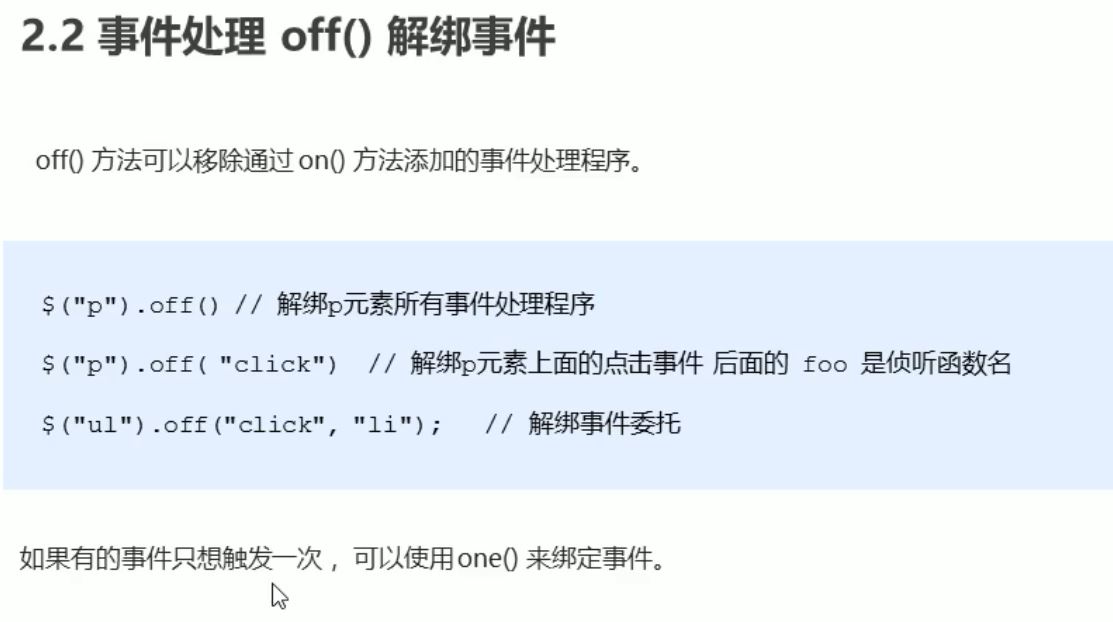 2.2 事件处理 off() 解绑事件
off() 方法可以移除通过 on() 方法添加的事件处理程序。
$("p").off() // 解绑p元素所有事件处理程序
$("p").off( "click") // 解绑p元素上面的点击事件 后面的 foo 是侦听函数名
$("ul").off("click", "li"); // 解绑事件委托
如果有的事件只想触发一次，可以使用 one() 来绑定事件。